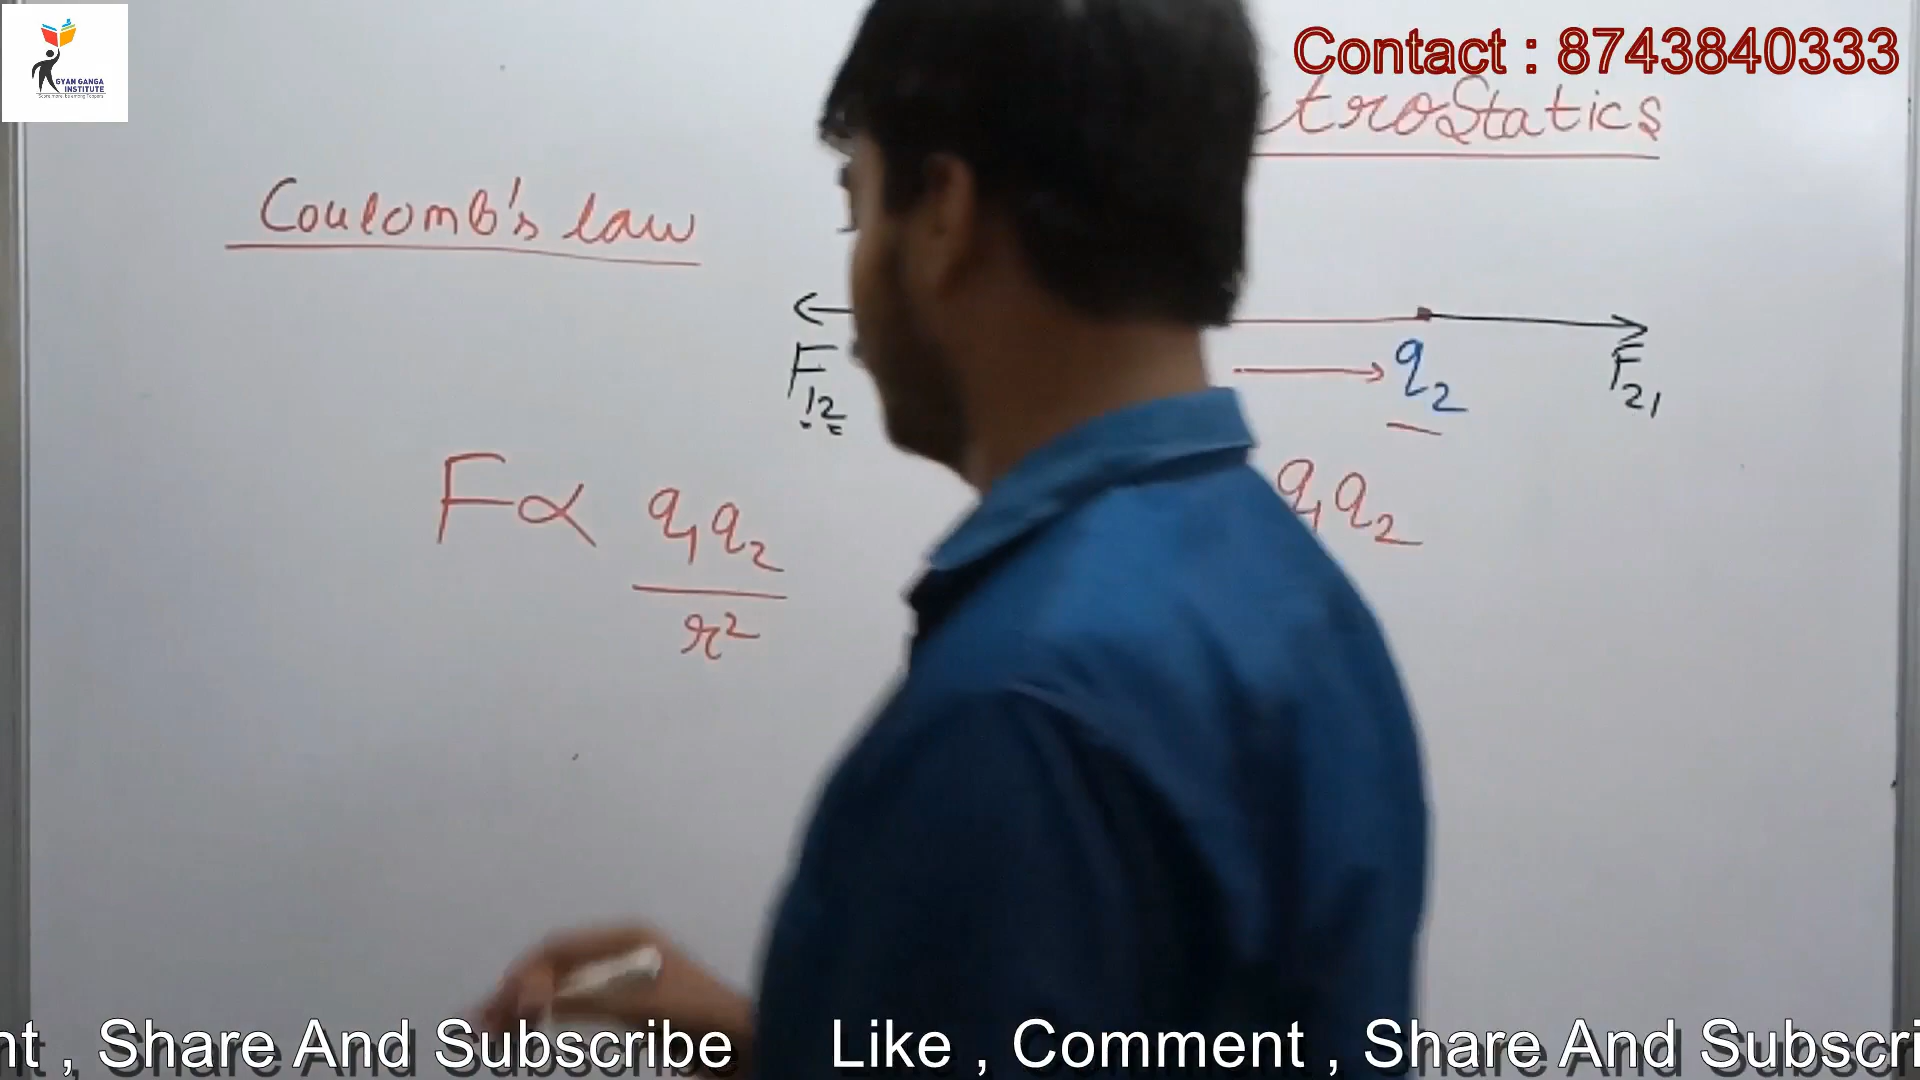 GYAN GANGA
INSTITUTE
Contact : 8743840333
troStatics
Coulomb's law
F12
q2
F21
F∝ q1q2
r²
q1q2
nt , Share And Subscribe Like , Comment , Share And Subscri